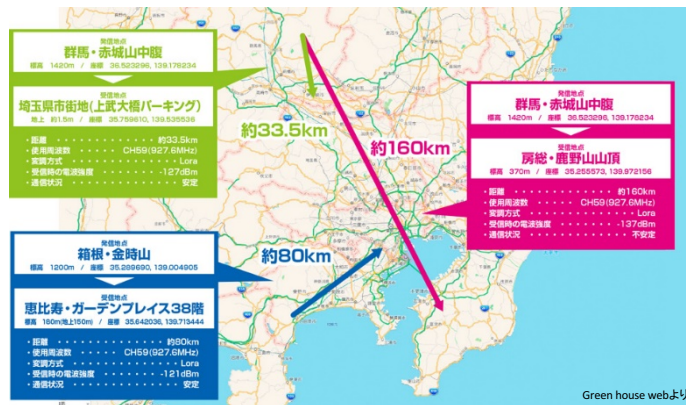 発信地点
群馬・赤城山中腹
標高 1420m / 座標 36.523296, 139.178234
受信地点
埼玉県市街地(上武大橋パーキング)
地上 約1.5m / 座標 35.759610, 139.535536
・距離 ・・・・・・・・・・・・ 約33.5km
・使用周波数 ・・・・・・ CH59(927.6MHz)
・変調方式 ・・・・・・・・・・・・ Lora
・受信時の電波強度 ・・・・・・ -127dBm
・通信状況 ・・・・・・・・・・・・ 安定
約33.5km
約160km
発信地点
群馬・赤城山中腹
標高 1420m / 座標 36.523296, 139.176234
受信地点
房総・鹿野山山頂
標高 370m / 座標 35.255573, 139.972156
・距離 ・・・・・・・・・・・・ 約160km
・使用周波数 ・・・・・・ CH59(927.6MHz)
・変調方式 ・・・・・・・・・・・・ Lora
・受信時の電波強度 ・・・・・・ -137dBm
・通信状況 ・・・・・・・・・・・・ 不安定
発信地点
箱根・金時山
標高 1200m / 座標 35.289690, 139.004905
受信地点
恵比寿・ガーデンプレイス38階
標高 160m(地上150m) / 座標 35.642036, 139.713444
・距離 ・・・・・・・・・・・・ 約80km
・使用周波数 ・・・・・・ CH59(927.6MHz)
・変調方式 ・・・・・・・・・・・・ Lora
・受信時の電波強度 ・・・・・・ -121dBm
・通信状況 ・・・・・・・・・・・・ 安定
約80km
Green house webより